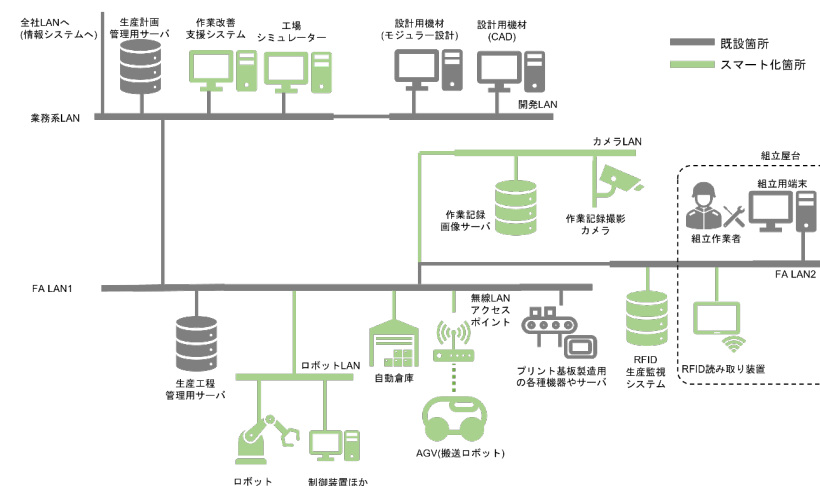 全社LANへ
(情報システムへ)
生産計画
管理用サーバ
作業改善
支援システム
工場
シミュレーター
設計用機材
(モジュラー設計)
設計用機材
(CAD)
既設箇所
スマート化箇所
業務系LAN
開発LAN
カメラLAN
作業記録
画像サーバ
作業記録撮影
カメラ
組立屋台
組立用端末
組立作業者
FA LAN1
FA LAN2
生産工程
管理用サーバ
ロボットLAN
自動倉庫
無線LAN
アクセス
ポイント
プリント基板製造用
の各種機器やサーバ
RFID
生産監視
システム
RFID読み取り装置
AGV(搬送ロボット)
ロボット
制御装置ほか